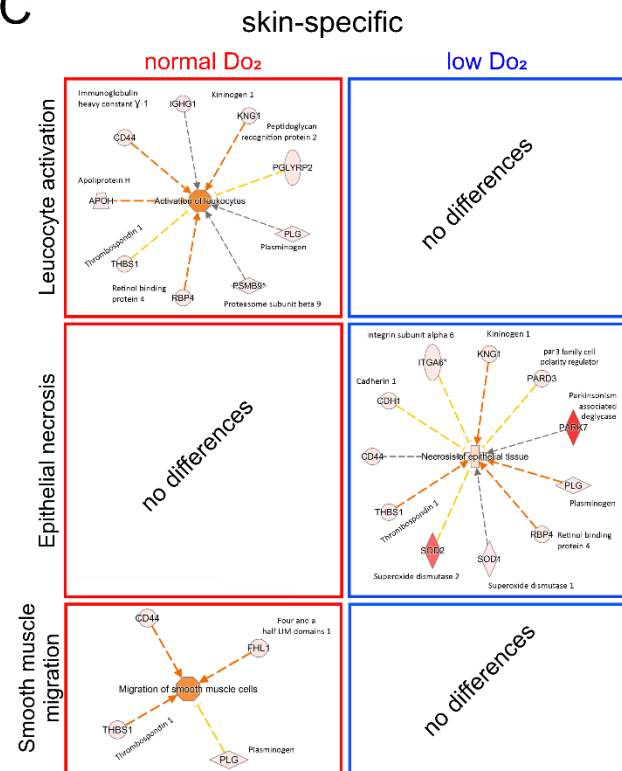 C
skin-specific
normal Do₂
low Do₂
Leucocyte activation
Immunoglubulin
heavy constant Ɣ-1
IGHG1
Kininogen 1
KNG1
CD44
Peptidoglycan
recognition protein 2
PGLYRP2
Apoliprotein H
APOH
Activation of leukocytes
PLG
Plasminogen
Thrombospondin 1
THBS1
Retinol binding
protein 4
RBP4
PSMB9*
Proteasome subunit beta 9
no differences
Epithelial necrosis
no differences
Integrin subunit alpha 6
ITGA6*
Kininogen 1
KNG1
par3 family cell
polarity regulator
PARD3
Cadherin 1
CDH1
Parkinsonism
associated
deglycase
PARK7
CD44
Necrosis of epithelial tissue
PLG
Plasminogen
THBS1
Thrombospondin 1
RBP4
Retinol binding
protein 4
SOD2
Superoxide dismutase 2
SOD1
Superoxide dismutase 1
Smooth muscle
migration
CD44
Four and a
half LIM domains 1
FHL1
Migration of smooth muscle cells
THBS1
Thrombospondin 1
PLG
Plasminogen
no differences